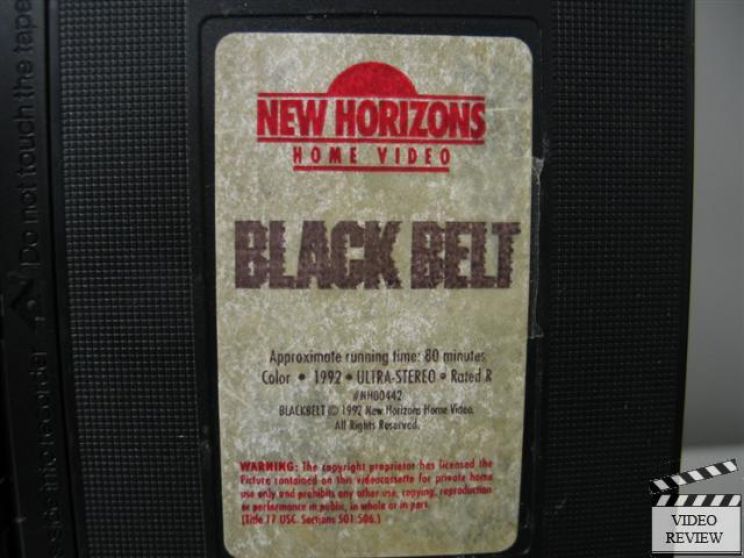 NEW HORIZONS
HOME VIDEO
BLACK BELT
Approximate running time: 80 minutes
Color • 1992 • ULTRA-STEREO • Rated R
#NH00442
BLACKBELT © 1992 New Horizons Home Video.
All Rights Reserved.
WARNING: The copyright proprietor has licensed the
Picture contained on this videocassette for private home
use only and prohibits any other use, copying, reproduction
or performance in public, in whole or in part.
(Title 17 USC. Sections 501-506.)
Do not touch the tape
recorder
VIDEO
REVIEW